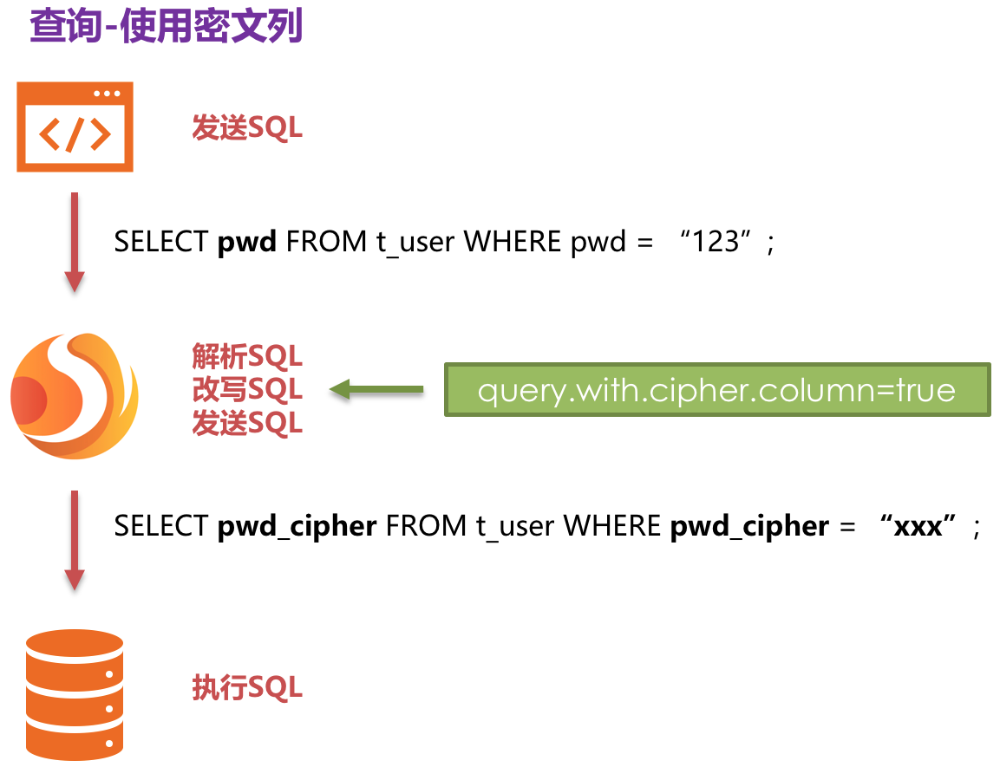 查询-使用密文列
发送SQL
SELECT pwd FROM t_user WHERE pwd = “123”;
解析SQL
改写SQL
发送SQL
query.with.cipher.column=true
SELECT pwd_cipher FROM t_user WHERE pwd_cipher = “xxx”;
执行SQL